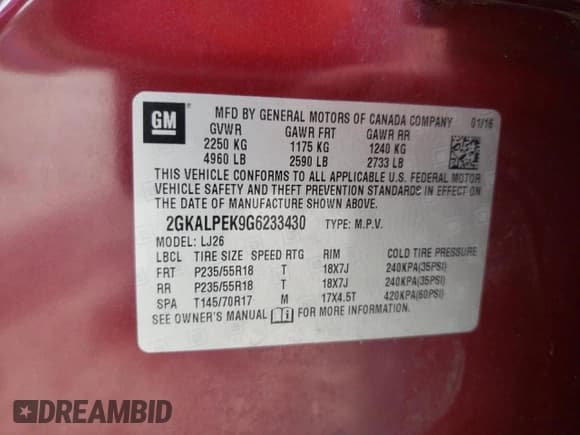 GM
MFD BY GENERAL MOTORS OF CANADA COMPANY 01/16
GVWR GAWR FRT GAWR RR
2250 KG 1175 KG 1240 KG
4960 LB 2590 LB 2733 LB
THIS VEHICLE CONFORMS TO ALL APPLICABLE U.S. FEDERAL MOTOR
VEHICLE SAFETY AND THEFT PREVENTION STANDARDS IN EFFECT ON
THE DATE OF MANUFACTURE SHOWN ABOVE.
2GKALPEK9G6233430 TYPE: M.P.V.
MODEL: LJ26
LBCL TIRE SIZE SPEED RTG RIM COLD TIRE PRESSURE
FRT P235/55R18 T 18X7J 240KPA(35PSI)
RR P235/55R18 T 18X7J 240KPA(35PSI)
SPA T145/70R17 M 17X4.5T 420KPA(60PSI)
SEE OWNER'S MANUAL FOR MORE INFORMATION.
DREAMBID